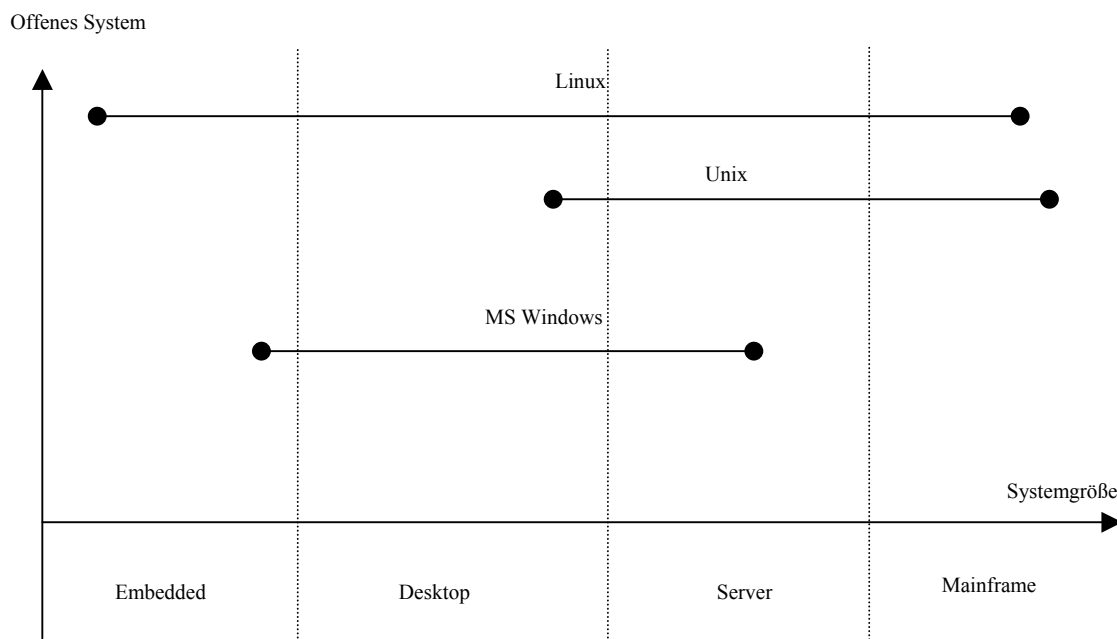 Offenes System
Linux
Unix
MS Windows
Systemgröße
Embedded
Desktop
Server
Mainframe